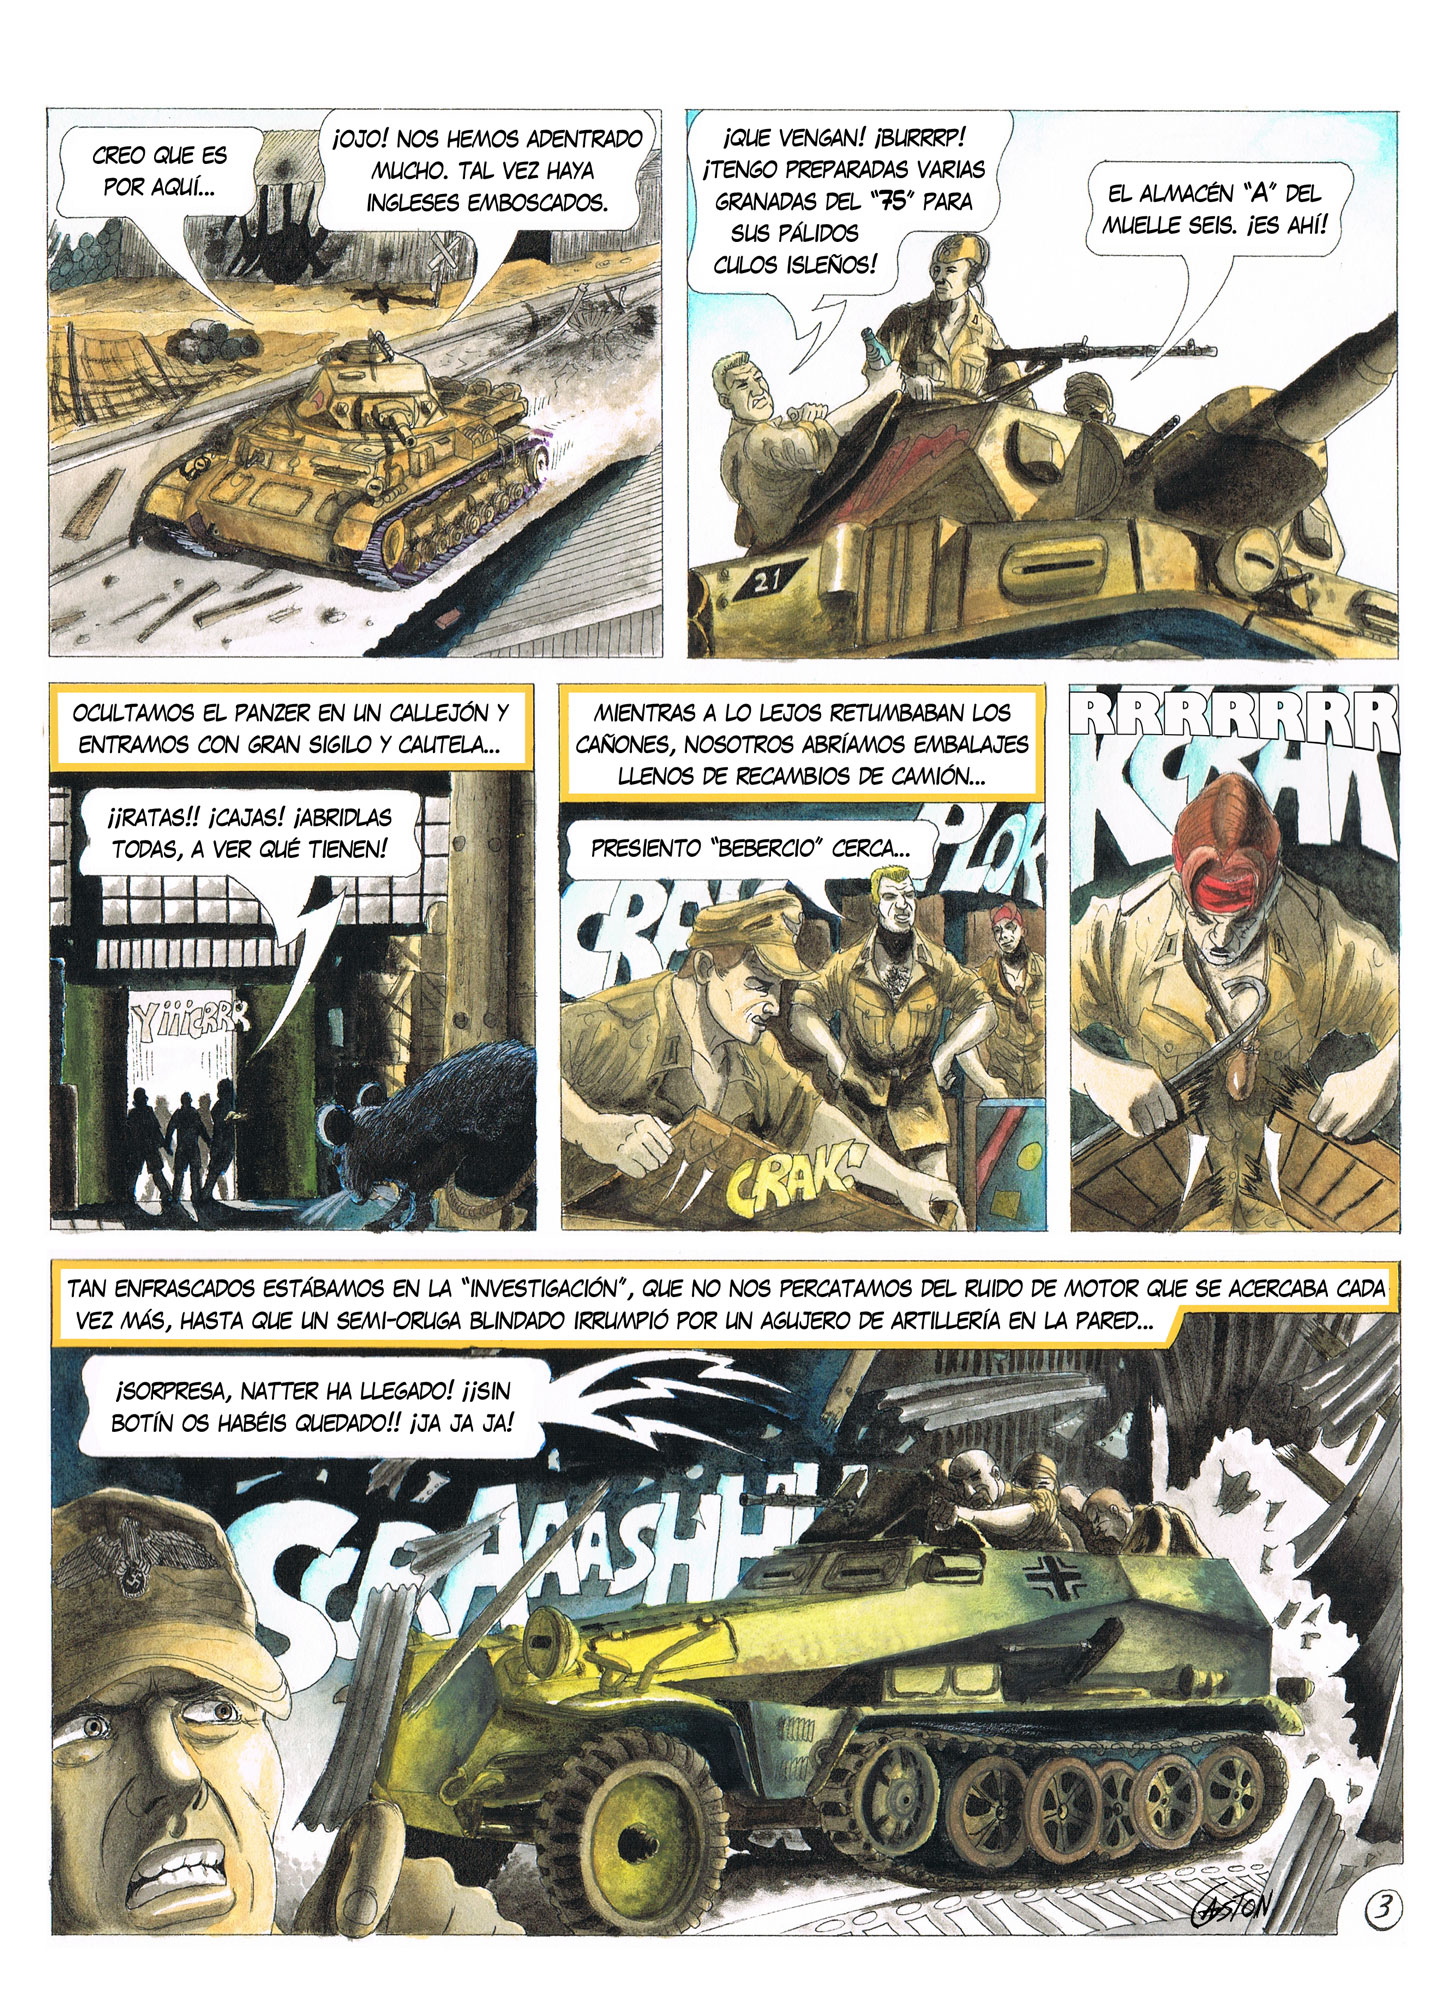 CREO QUE ES
POR AQUÍ...
¡OJO! NOS HEMOS ADENTRADO
MUCHO. TAL VEZ HAYA
INGLESES EMBOSCADOS.
¡QUE VENGAN! ¡BURRRP!
¡TENGO PREPARADAS VARIAS
GRANADAS DEL "75" PARA
SUS PÁLIDOS
CULOS ISLEÑOS!
EL ALMACÉN "A" DEL
MUELLE SEIS. ¡ES AHÍ!
21
OCULTAMOS EL PANZER EN UN CALLEJÓN Y
ENTRAMOS CON GRAN SIGILO Y CAUTELA...
¡¡RATAS!! ¡CAJAS! ¡ABRIDLAS
TODAS, A VER QUÉ TIENEN!
YiiiCRRR
MIENTRAS A LO LEJOS RETUMBABAN LOS
CAÑONES, NOSOTROS ABRÍAMOS EMBALAJES
LLENOS DE RECAMBIOS DE CAMIÓN...
PRESIENTO "BEBERCIO" CERCA...
CRAK
PLOK
CRAK!
RRRRRRR
TAN ENFRASCADOS ESTÁBAMOS EN LA "INVESTIGACIÓN", QUE NO NOS PERCATAMOS DEL RUIDO DE MOTOR QUE SE ACERCABA CADA
VEZ MÁS, HASTA QUE UN SEMI-ORUGA BLINDADO IRRUMPIÓ POR UN AGUJERO DE ARTILLERÍA EN LA PARED...
¡SORPRESA, NATTER HA LLEGADO! ¡¡SIN
BOTÍN OS HABÉIS QUEDADO!! ¡JA JA JA!
GASTON
3